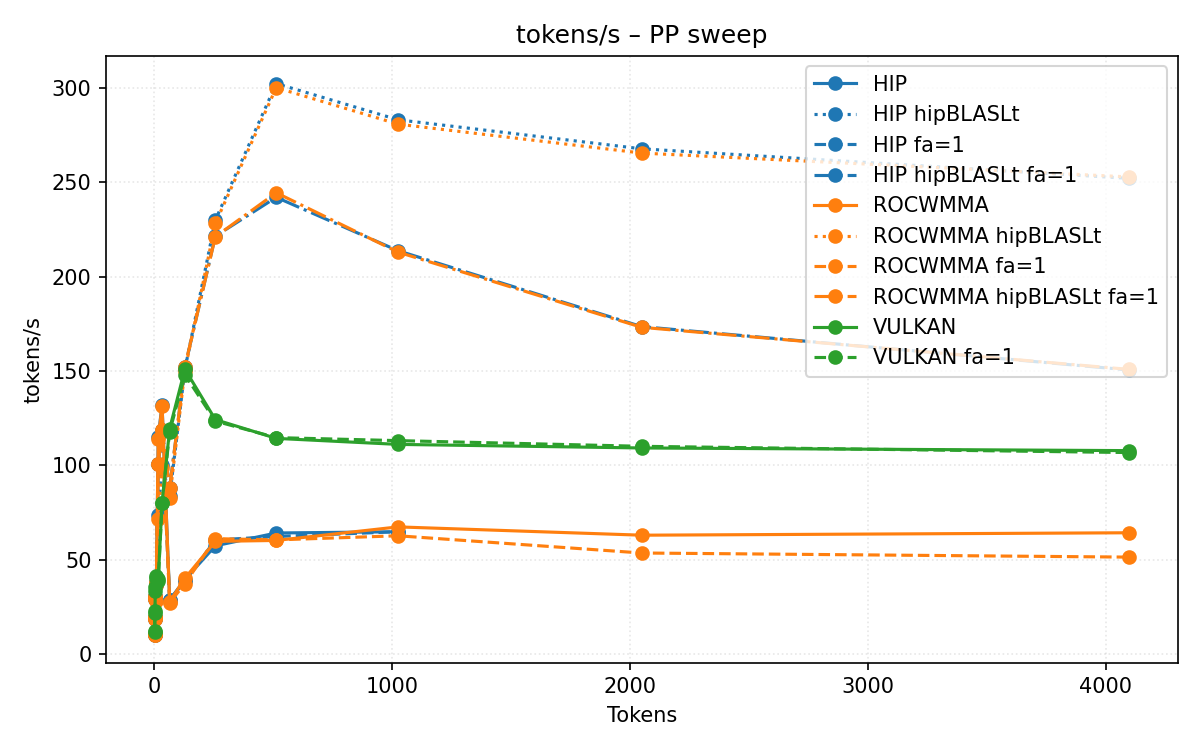 tokens/s – PP sweep
300
250
200
150
100
50
0
tokens/s
HIP
HIP hipBLASLt
HIP fa=1
HIP hipBLASLt fa=1
ROCWMMA
ROCWMMA hipBLASLt
ROCWMMA fa=1
ROCWMMA hipBLASLt fa=1
VULKAN
VULKAN fa=1
0 1000 2000 3000 4000
Tokens